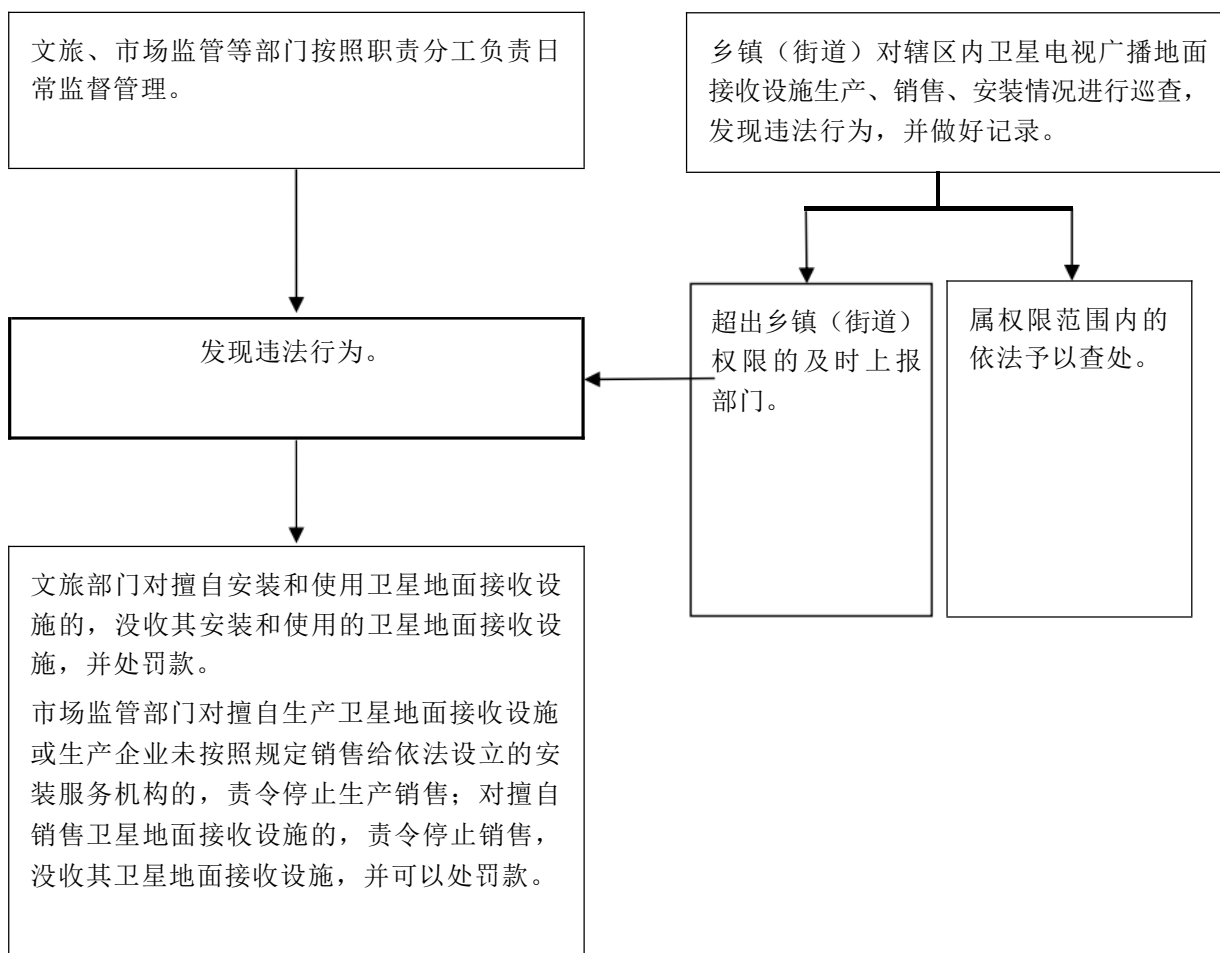 文旅、市场监管等部门按照职责分工负责日
常监督管理。
乡镇（街道）对辖区内卫星电视广播地面
接收设施生产、销售、安装情况进行巡查，
发现违法行为，并做好记录。
发现违法行为。
超出乡镇（街道）
权限的及时上报
部门。
属权限范围内的
依法予以查处。
文旅部门对擅自安装和使用卫星地面接收设
施的，没收其安装和使用的卫星地面接收设
施，并处罚款。
市场监管部门对擅自生产卫星地面接收设施
或生产企业未按照规定销售给依法设立的安
装服务机构的，责令停止生产销售；对擅自
销售卫星地面接收设施的，责令停止销售，
没收其卫星地面接收设施，并可以处罚款。